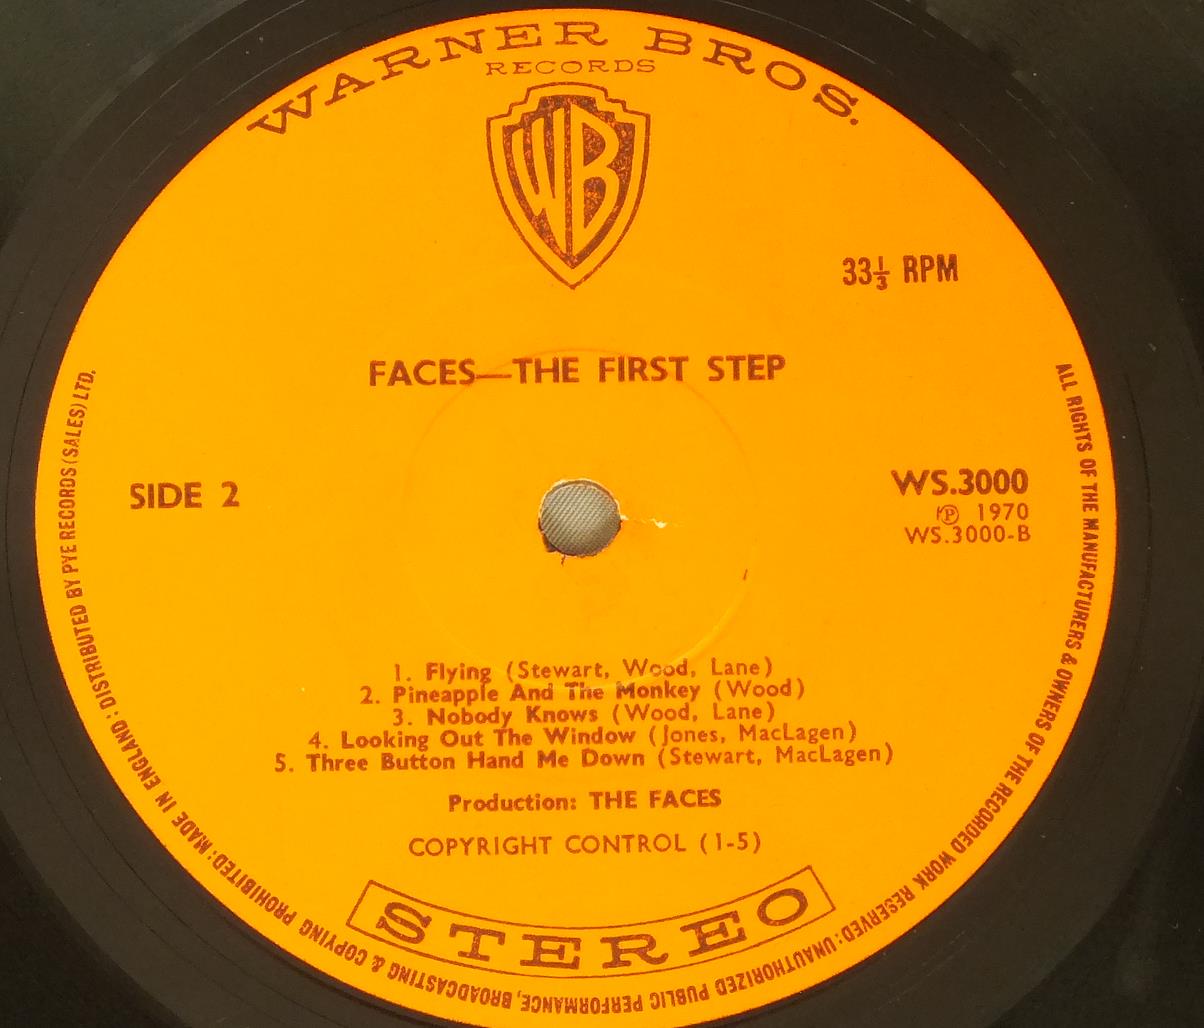 WARNER BROS.
RECORDS
WB
33⅓ RPM
FACES—THE FIRST STEP
SIDE 2
WS.3000
℗ 1970
WS.3000-B
1. Flying (Stewart, Wood, Lane)
2. Pineapple And The Monkey (Wood)
3. Nobody Knows (Wood, Lane)
4. Looking Out The Window (Jones, MacLagen)
5. Three Button Hand Me Down (Stewart, MacLagen)
Production: THE FACES
COPYRIGHT CONTROL (1-5)
STEREO
ALL RIGHTS OF THE MANUFACTURERS & OWNERS OF THE RECORDED WORK RESERVED: UNAUTHORIZED PUBLIC PERFORMANCE, BROADCASTING & COPYING PROHIBITED: MADE IN ENGLAND : DISTRIBUTED BY PYE RECORDS (SALES) LTD.